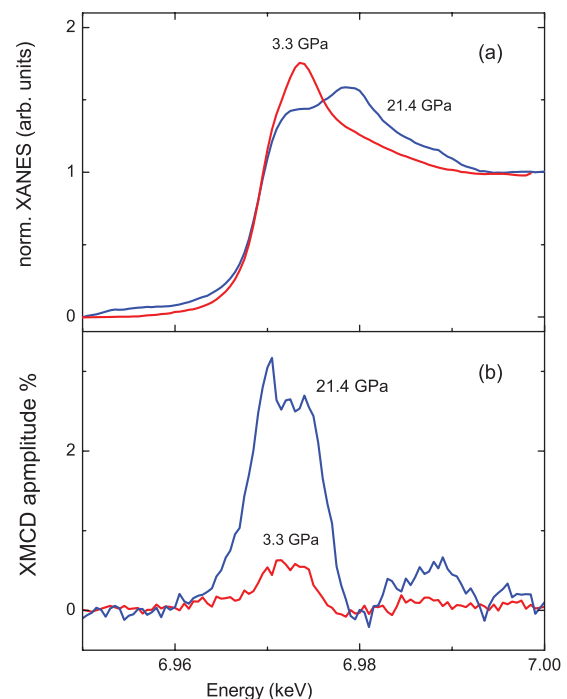 2
3.3 GPa
(a)
21.4 GPa
1
norm. XANES (arb. units)
0
(b)
21.4 GPa
2
3.3 GPa
XMCD apmplitude %
0
6.96 6.98 7.00
Energy (keV)